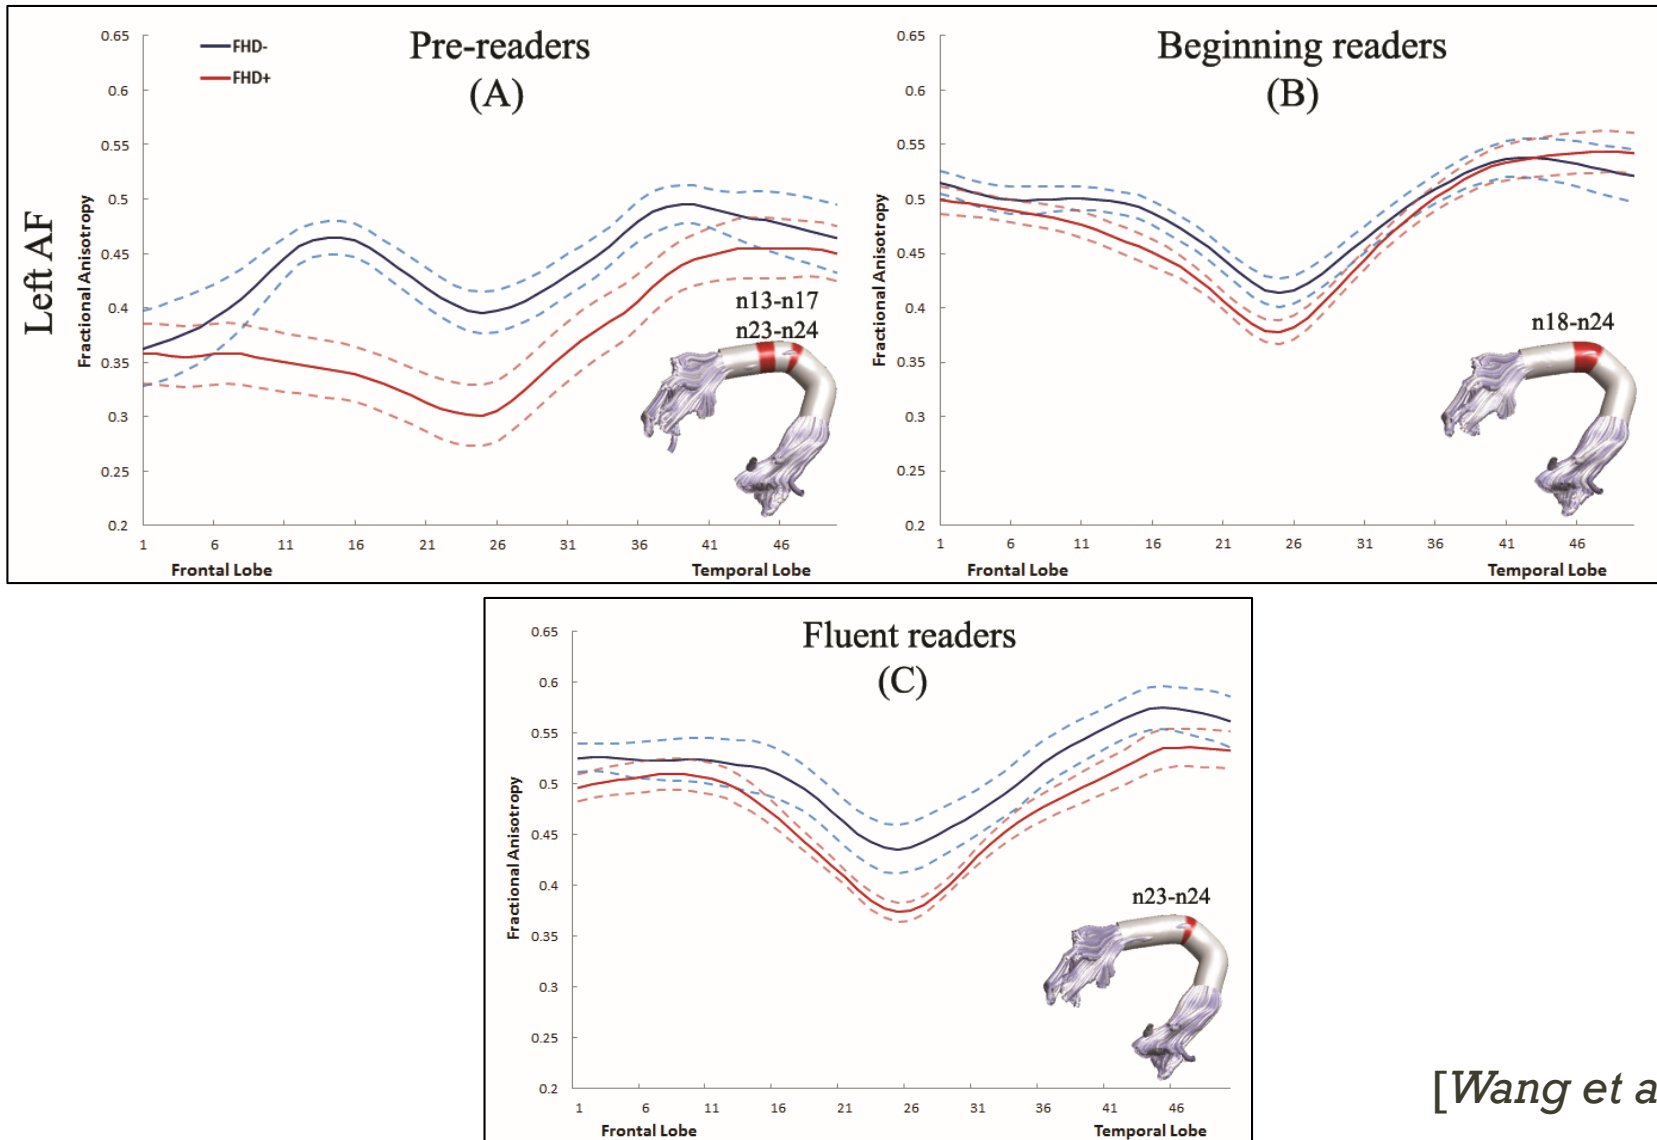 Left AF
Pre-readers
(A)
FHD-
FHD+
Fractional Anisotropy
0.65
0.6
0.55
0.5
0.45
0.4
0.35
0.3
0.25
0.2
1 6 11 16 21 26 31 36 41 46
Frontal Lobe Temporal Lobe
n13-n17
n23-n24
Beginning readers
(B)
Fractional Anisotropy
0.65
0.6
0.55
0.5
0.45
0.4
0.35
0.3
0.25
0.2
1 6 11 16 21 26 31 36 41 46
Frontal Lobe Temporal Lobe
n18-n24
Fluent readers
(C)
Fractional Anisotropy
0.65
0.6
0.55
0.5
0.45
0.4
0.35
0.3
0.25
0.2
1 6 11 16 21 26 31 36 41 46
Frontal Lobe Temporal Lobe
n23-n24
[Wang et a